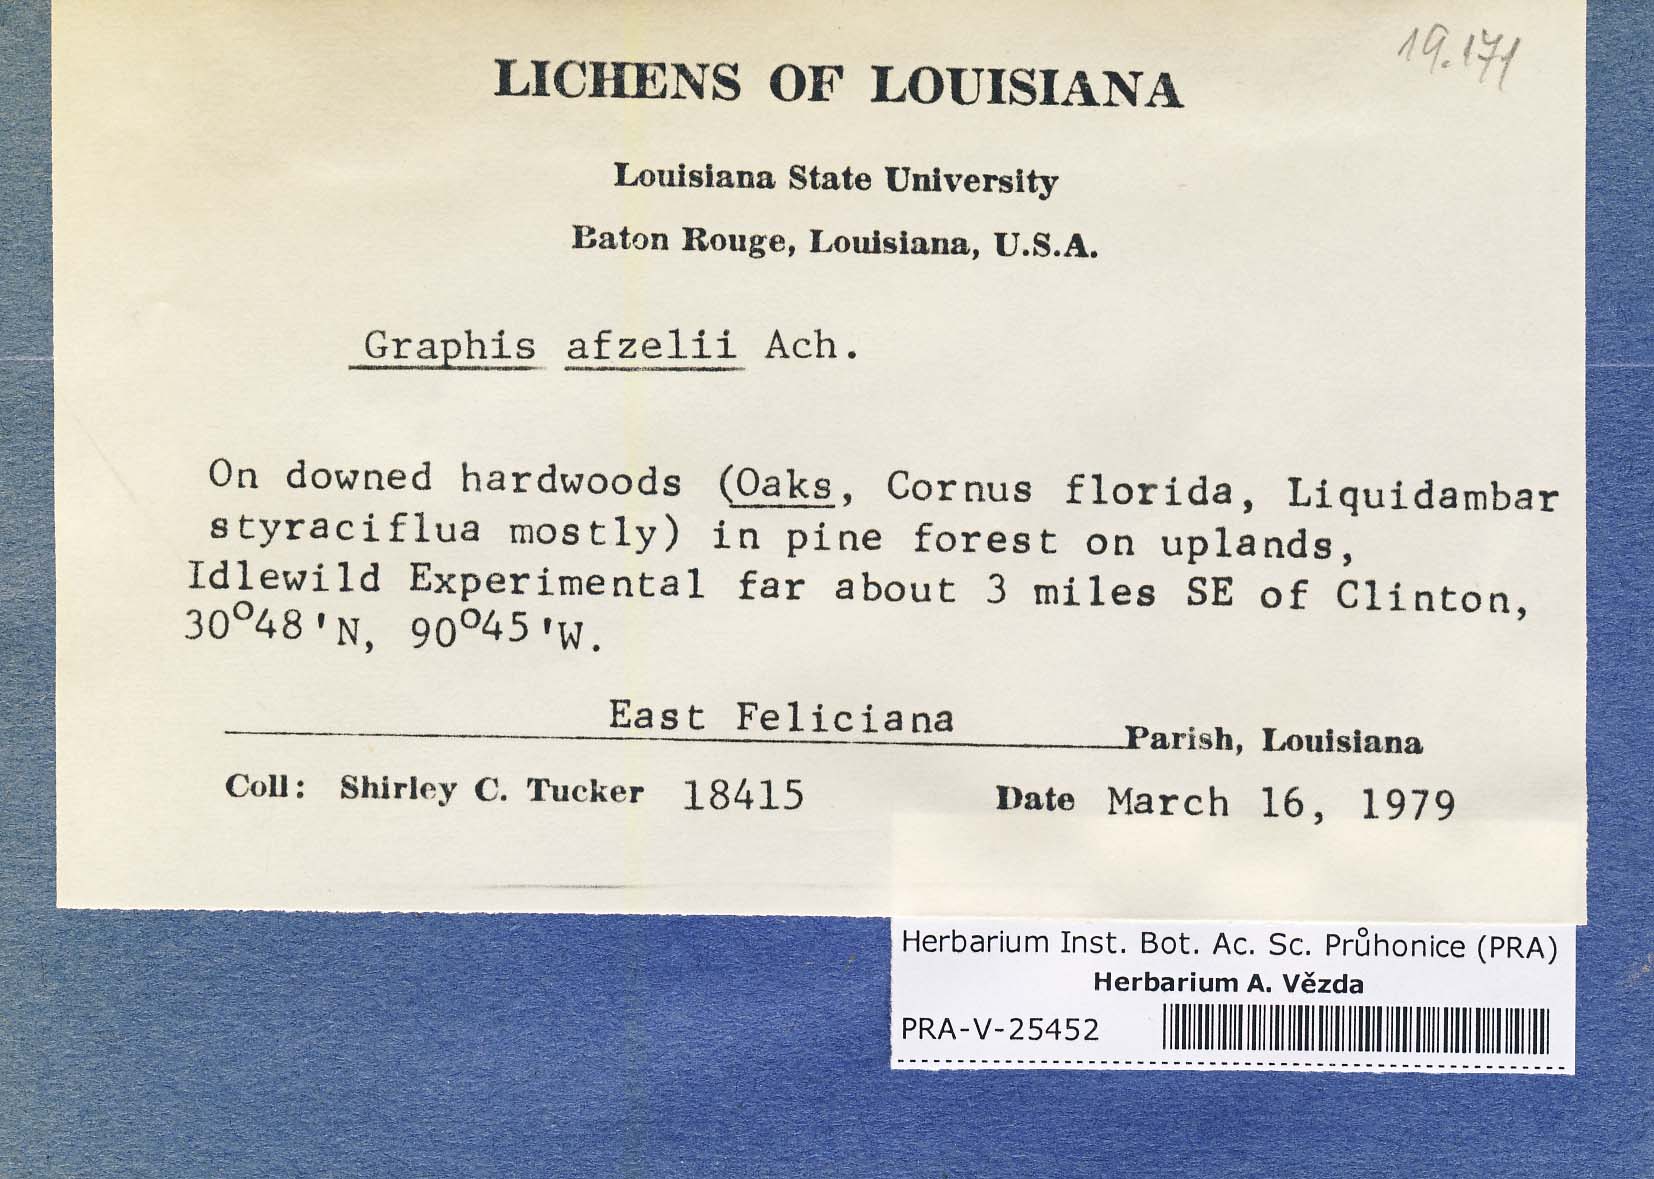 19.171
LICHENS OF LOUISIANA
Louisiana State University
Baton Rouge, Louisiana, U.S.A.
Graphis afzelii Ach.
On downed hardwoods (Oaks, Cornus florida, Liquidambar
styraciflua mostly) in pine forest on uplands,
Idlewild Experimental far about 3 miles SE of Clinton,
30°48'N, 90°45'W.
East Feliciana Parish, Louisiana
Coll: Shirley C. Tucker 18415 Date March 16, 1979
Herbarium Inst. Bot. Ac. Sc. Průhonice (PRA)
Herbarium A. Vězda
PRA-V-25452